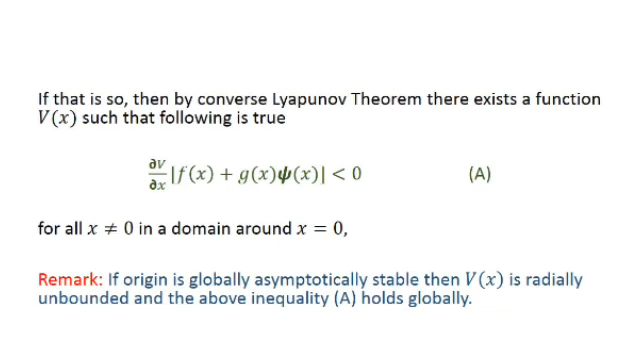 If that is so, then by converse Lyapunov Theorem there exists a function
V(x) such that following is true
∂V/∂x |f(x) + g(x)ψ(x)| < 0 (A)
for all x ≠ 0 in a domain around x = 0,
Remark: If origin is globally asymptotically stable then V(x) is radially
unbounded and the above inequality (A) holds globally.